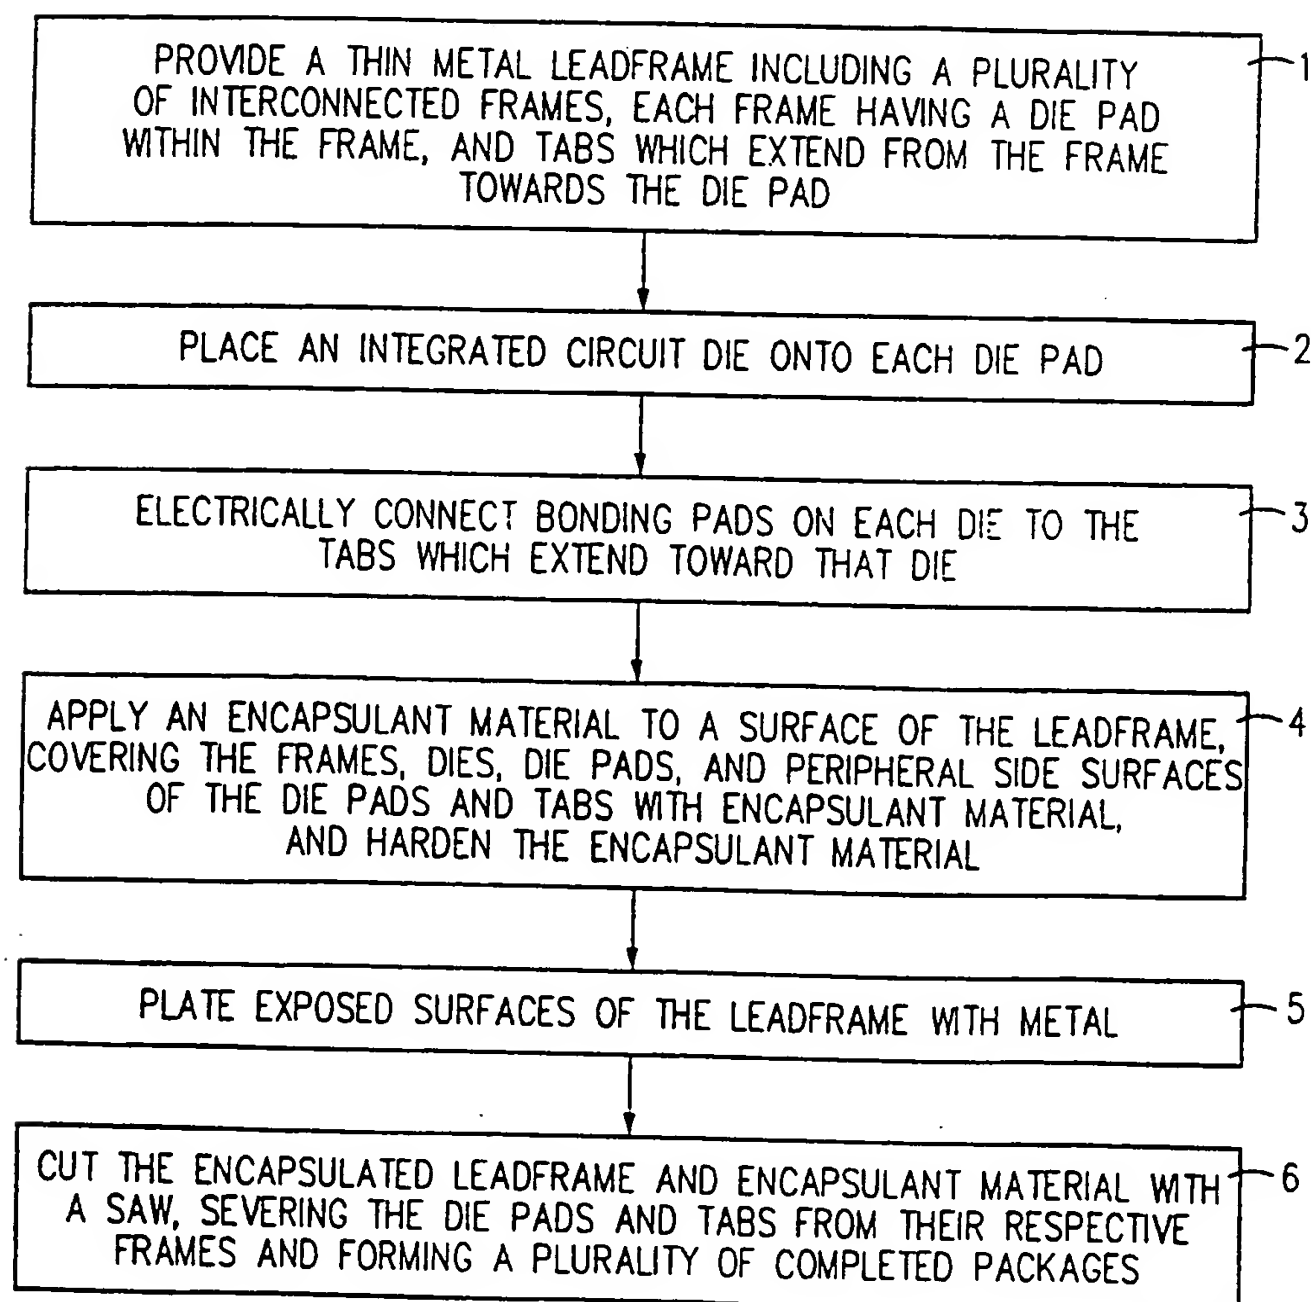 PROVIDE A THIN METAL LEADFRAME INCLUDING A PLURALITY
OF INTERCONNECTED FRAMES, EACH FRAME HAVING A DIE PAD
WITHIN THE FRAME, AND TABS WHICH EXTEND FROM THE FRAME
TOWARDS THE DIE PAD
1
PLACE AN INTEGRATED CIRCUIT DIE ONTO EACH DIE PAD
2
ELECTRICALLY CONNECT BONDING PADS ON EACH DIE TO THE
TABS WHICH EXTEND TOWARD THAT DIE
3
APPLY AN ENCAPSULANT MATERIAL TO A SURFACE OF THE LEADFRAME,
COVERING THE FRAMES, DIES, DIE PADS, AND PERIPHERAL SIDE SURFACES
OF THE DIE PADS AND TABS WITH ENCAPSULANT MATERIAL,
AND HARDEN THE ENCAPSULANT MATERIAL
4
PLATE EXPOSED SURFACES OF THE LEADFRAME WITH METAL
5
CUT THE ENCAPSULATED LEADFRAME AND ENCAPSULANT MATERIAL WITH
A SAW, SEVERING THE DIE PADS AND TABS FROM THEIR RESPECTIVE
FRAMES AND FORMING A PLURALITY OF COMPLETED PACKAGES
6